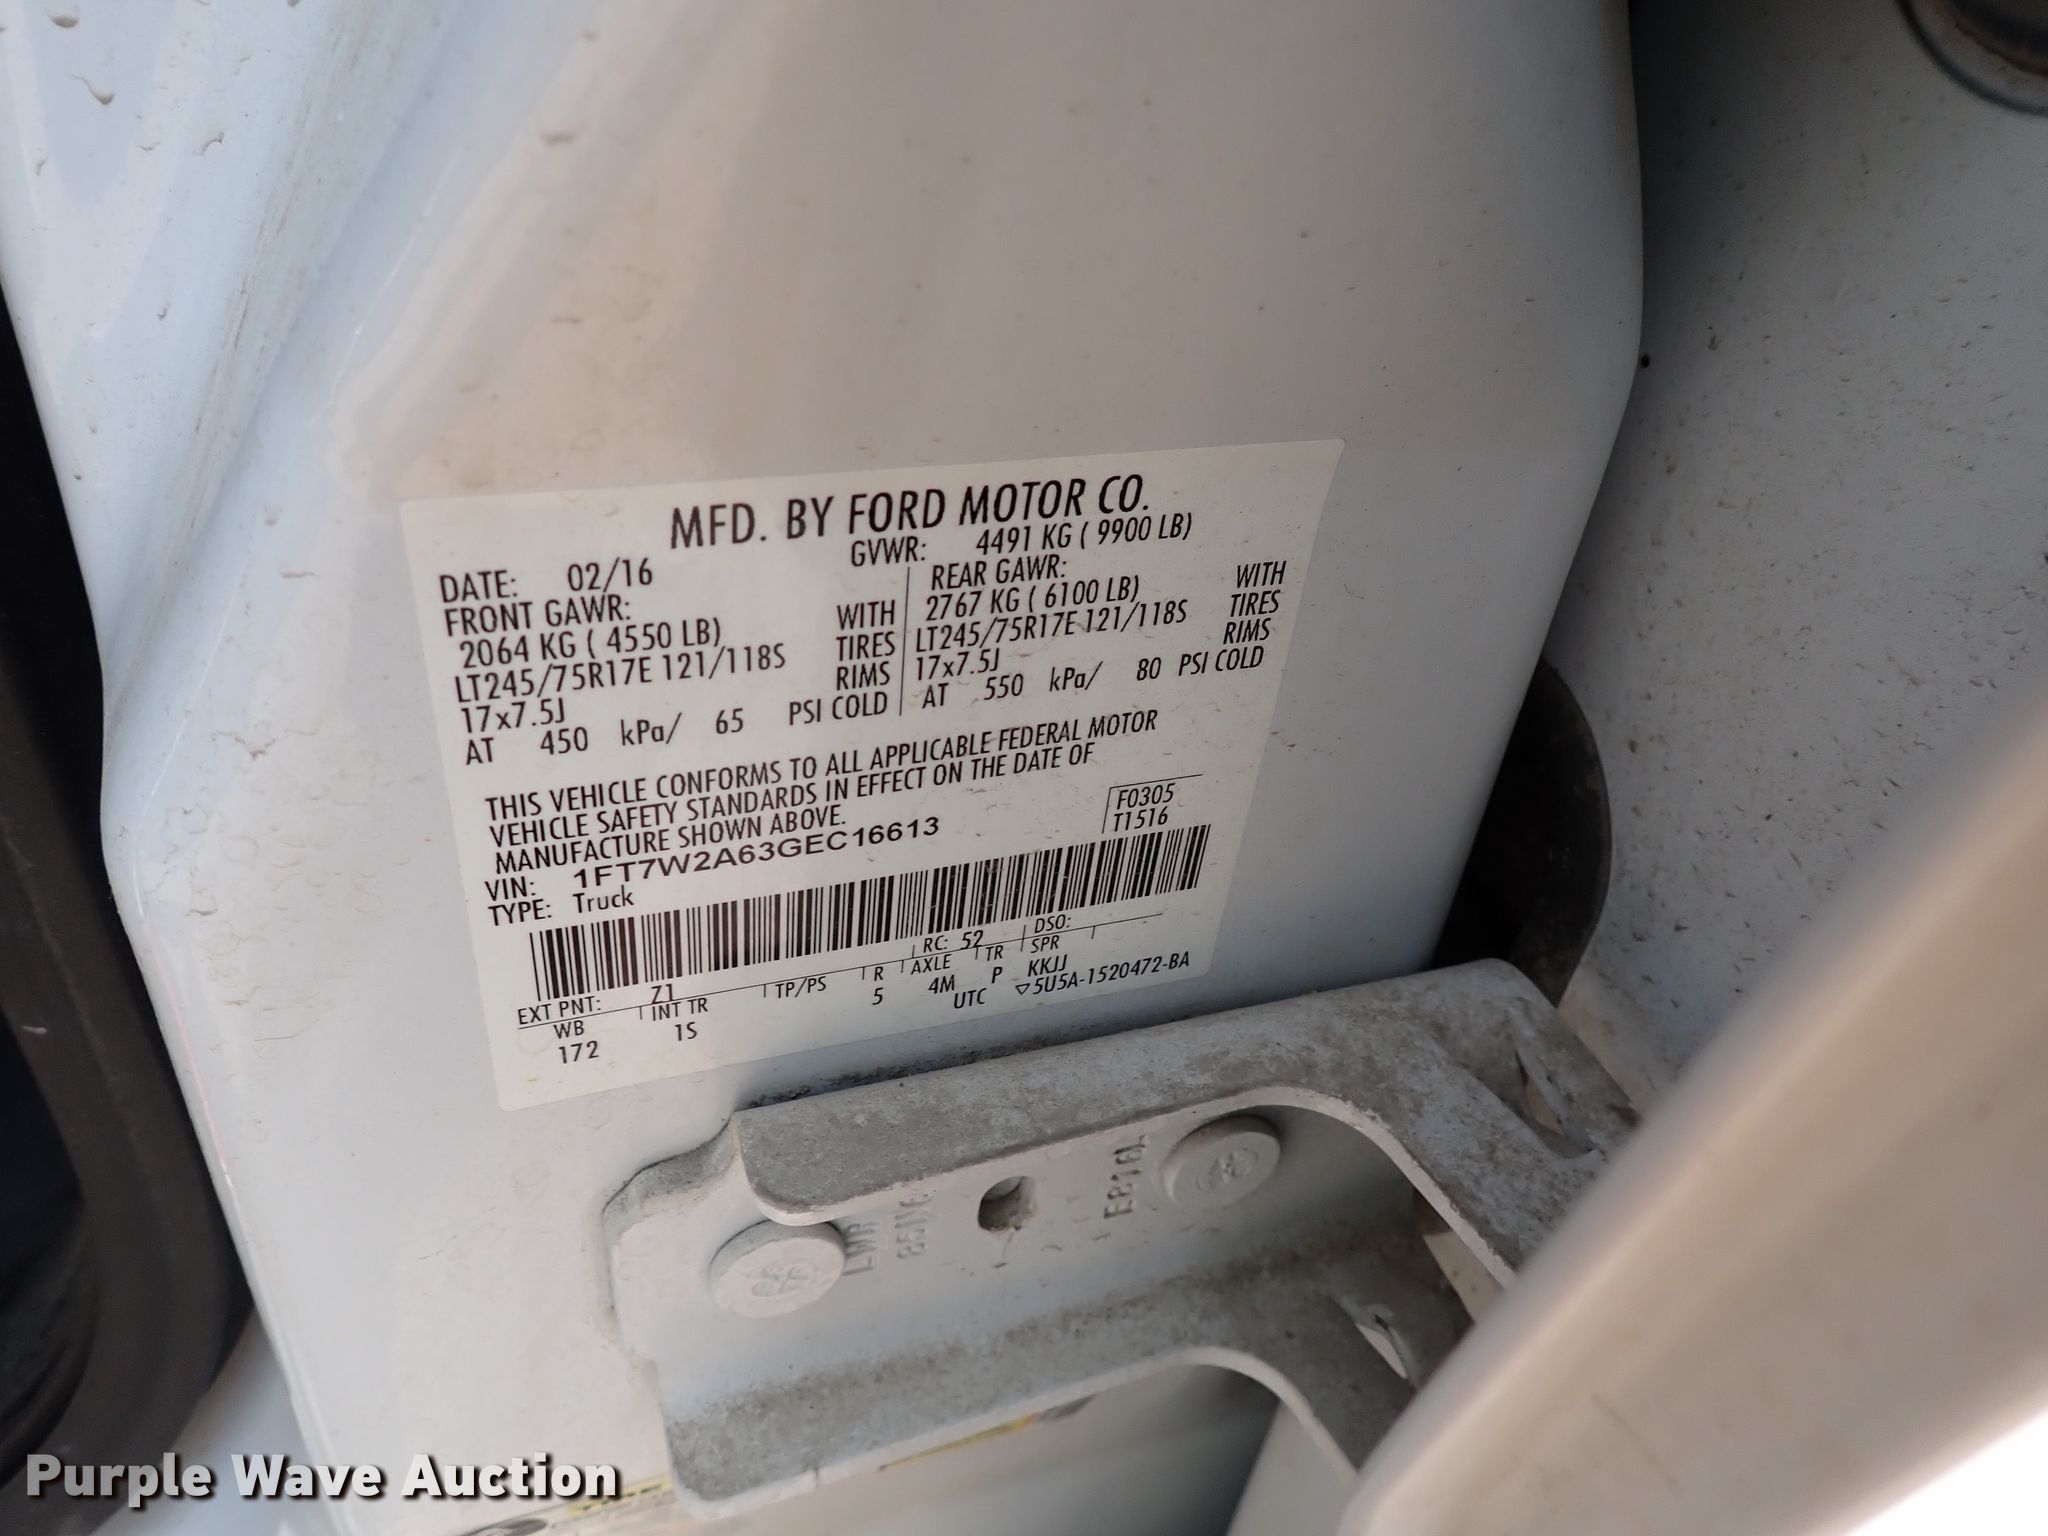 MFD. BY FORD MOTOR CO.
DATE: 02/16 GVWR: 4491 KG ( 9900 LB)
FRONT GAWR:
2064 KG ( 4550 LB) WITH
LT245/75R17E 121/118S TIRES
17x7.5J RIMS
AT 450 kPa/ 65 PSI COLD
REAR GAWR:
2767 KG ( 6100 LB) WITH
LT245/75R17E 121/118S TIRES
17x7.5J RIMS
AT 550 kPa/ 80 PSI COLD
THIS VEHICLE CONFORMS TO ALL APPLICABLE FEDERAL MOTOR
VEHICLE SAFETY STANDARDS IN EFFECT ON THE DATE OF
MANUFACTURE SHOWN ABOVE.
F0305
T1516
VIN: 1FT7W2A63GEC16613
TYPE: Truck
EXT PNT: Z1 RC: 52 DSO:
WB INT TR TP/PS R AXLE TR SPR
172 1S 5 4M P KKJJ
UTC ▽5U5A-1520472-BA
LWR
E818L
Purple Wave Auction